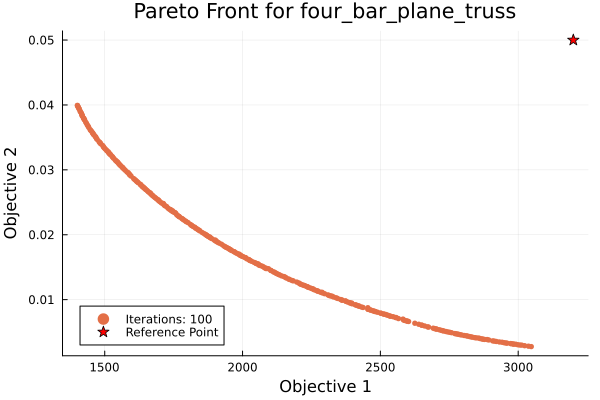 Pareto Front for four_bar_plane_truss
Objective 2
0.05
0.04
0.03
0.02
0.01
Iterations: 100
Reference Point
1500 2000 2500 3000
Objective 1